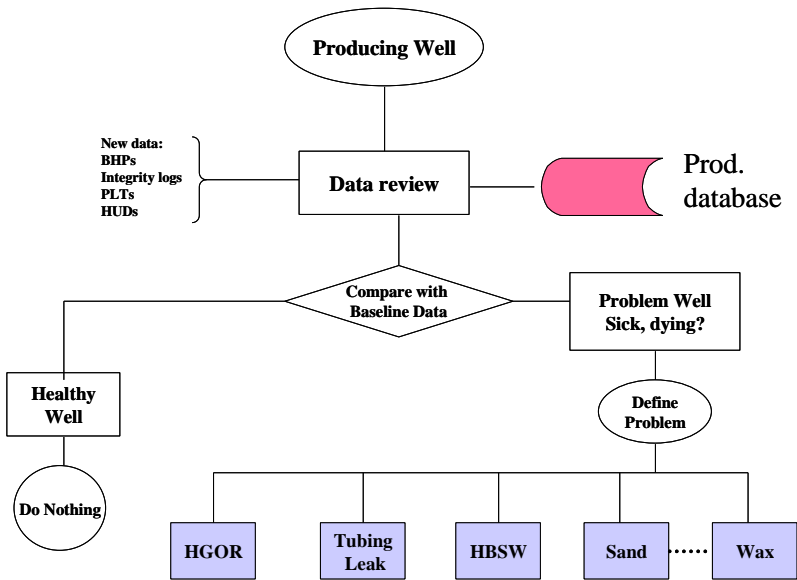 Producing Well
New data:
BHPs
Integrity logs
PLTs
HUDs
Data review
Prod.
database
Compare with
Baseline Data
Problem Well
Sick, dying?
Healthy
Well
Define
Problem
Do Nothing
HGOR
Tubing
Leak
HBSW
Sand
Wax